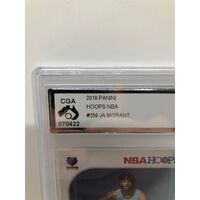 CGA
070422
2019 PANINI
HOOPS NBA
#259 JA MORANT
NBA HOOPS